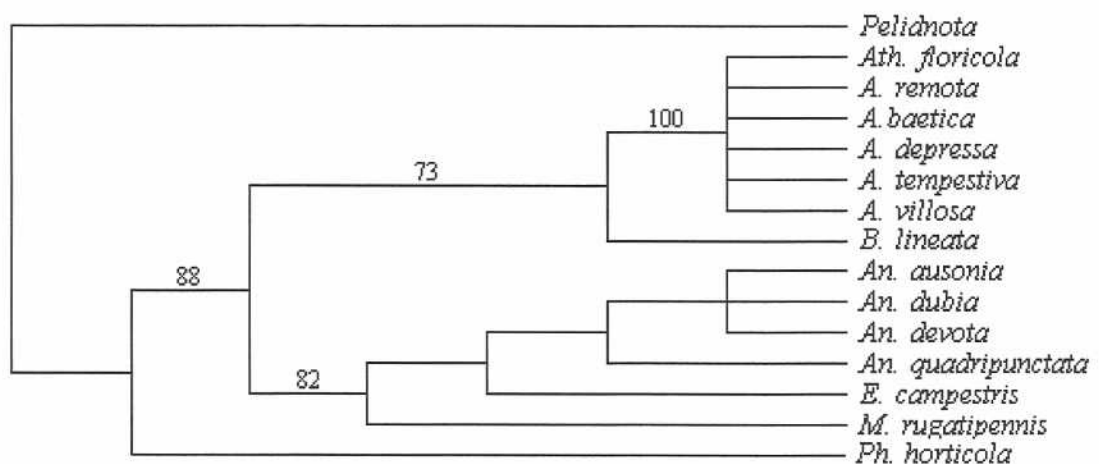 Pelidnota
Ath. floricola
A. remota
100
A.baetica
A. depressa
73
A. tempestiva
A. villosa
B. lineata
88
An. ausonia
An. dubia
An. devota
An. quadripunctata
82
E. campestris
M. rugatipennis
Ph. horticola